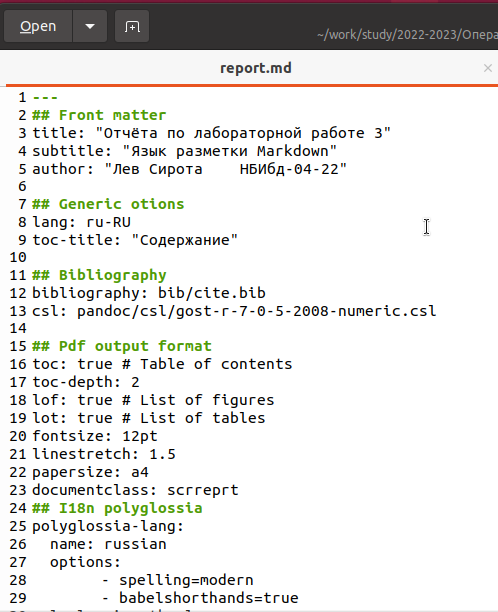 Open
~/work/study/2022-2023/Опера
report.md
1 ---
2 ## Front matter
3 title: "Отчёта по лабораторной работе 3"
4 subtitle: "Язык разметки Markdown"
5 author: "Лев Сирота    НБИбд-04-22"
6
7 ## Generic otions
8 lang: ru-RU
9 toc-title: "Содержание"
10
11 ## Bibliography
12 bibliography: bib/cite.bib
13 csl: pandoc/csl/gost-r-7-0-5-2008-numeric.csl
14
15 ## Pdf output format
16 toc: true # Table of contents
17 toc-depth: 2
18 lof: true # List of figures
19 lot: true # List of tables
20 fontsize: 12pt
21 linestretch: 1.5
22 papersize: a4
23 documentclass: scrreprt
24 ## I18n polyglossia
25 polyglossia-lang:
26   name: russian
27   options:
28         - spelling=modern
29         - babelshorthands=true